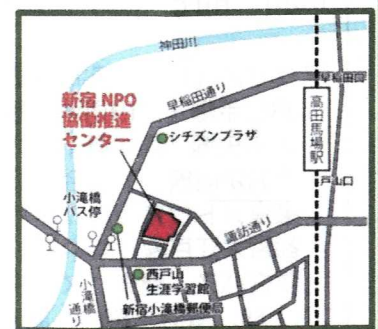 神田川
早稲田通り
早稲田口
高田馬場駅
新宿 NPO
協働推進
センター
シチズンプラザ
戸山口
小滝橋
バス停
諏訪通り
西戸山
生涯学習館
新宿小滝橋郵便局
小滝橋
通り